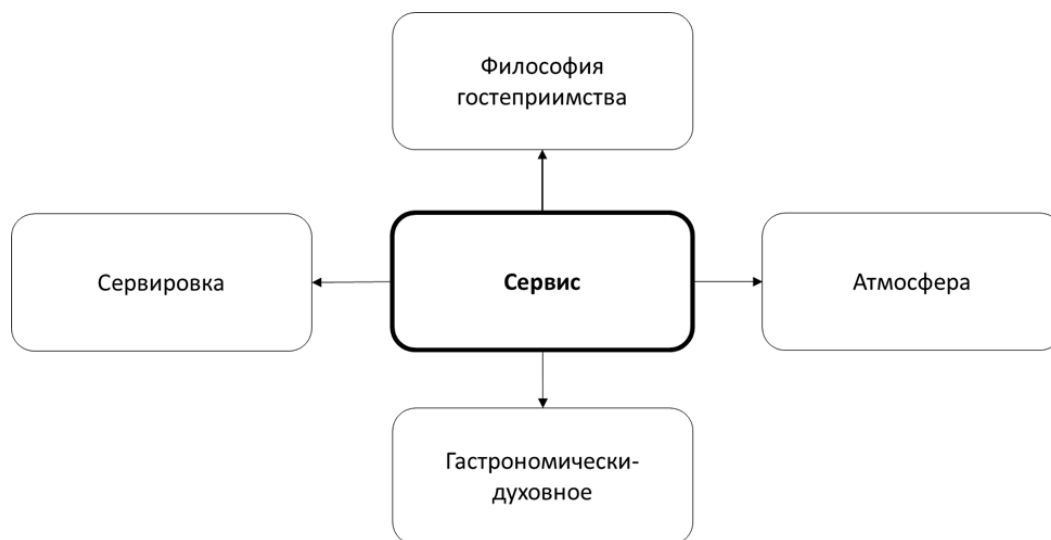 Философия
гостеприимства
Сервировка
Сервис
Атмосфера
Гастрономически-
духовное